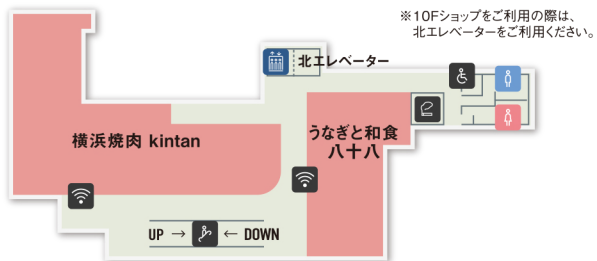 ※10Fショップをご利用の際は、
北エレベーターをご利用ください。
北エレベーター
横浜焼肉 kintan
うなぎと和食
八十八
UP → ← DOWN